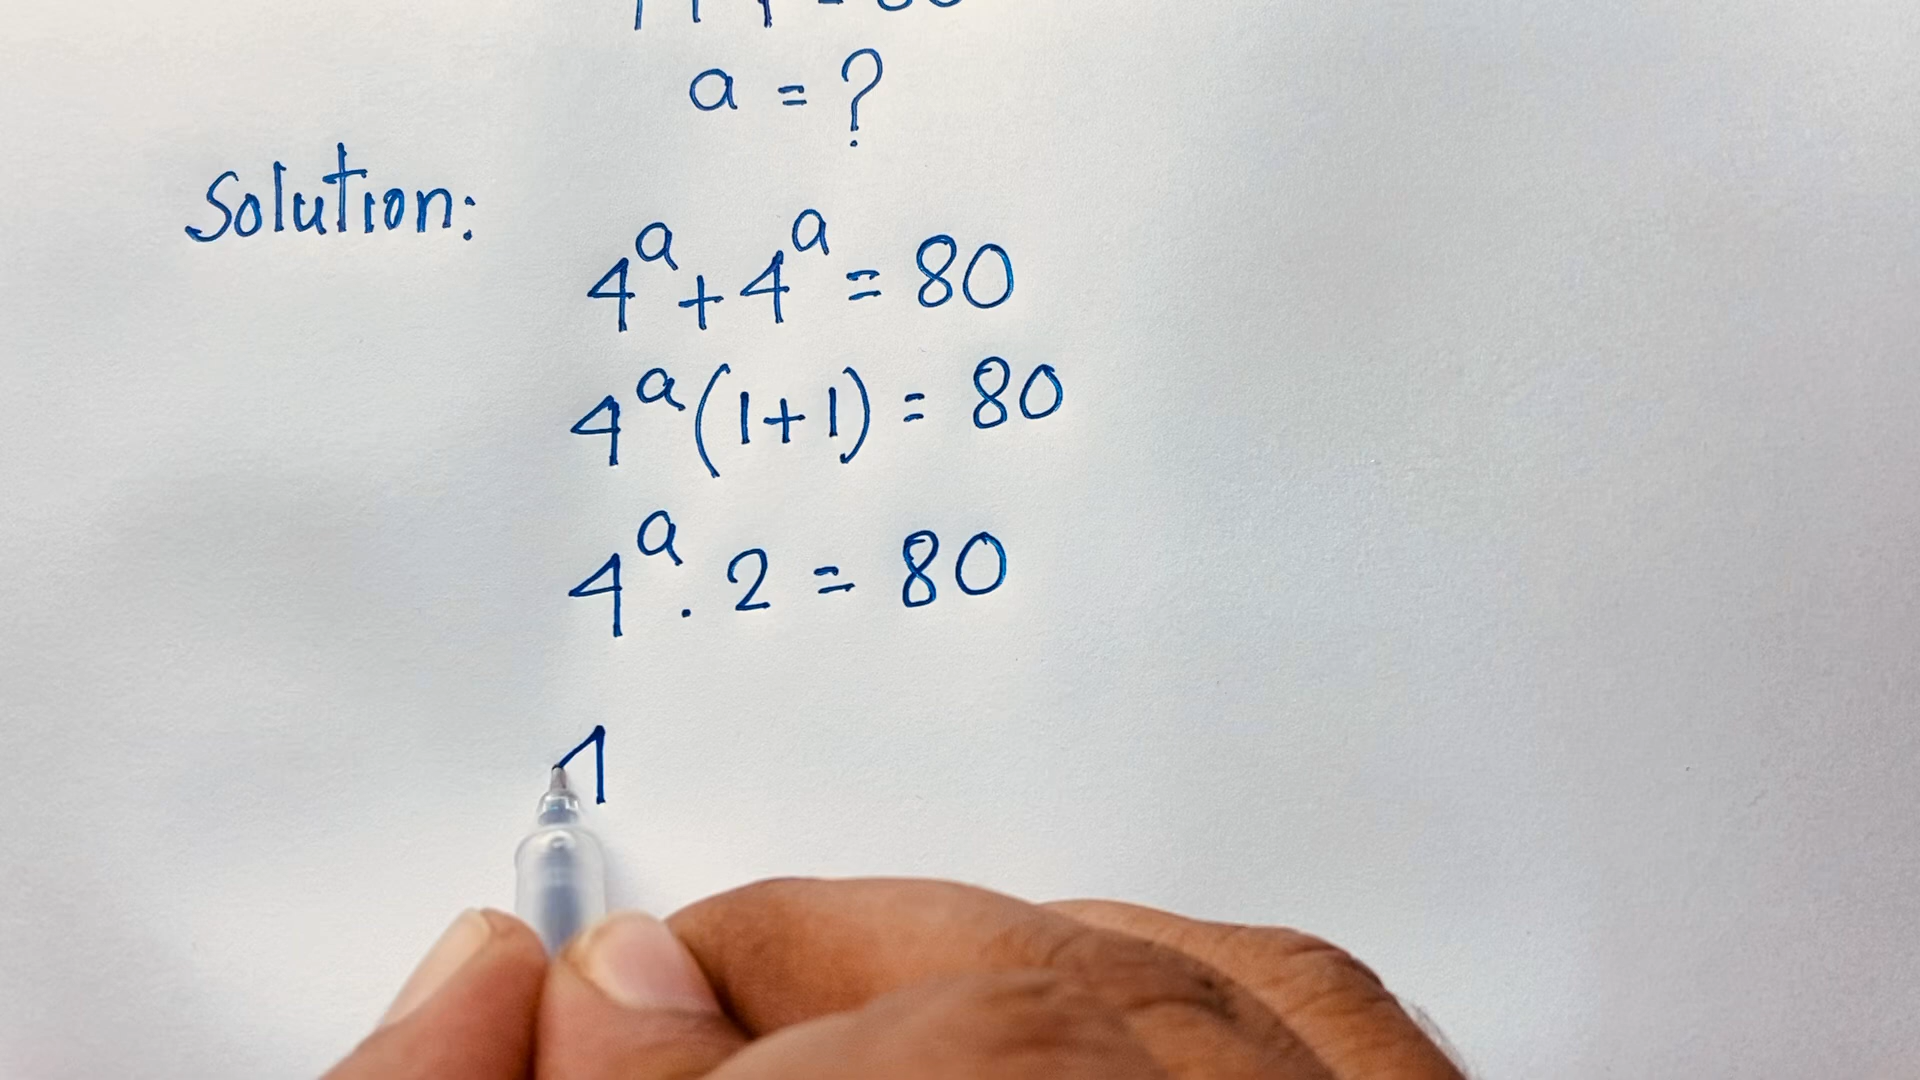 a = ?
Solution:
4^a + 4^a = 80
4^a (1+1) = 80
4^a . 2 = 80